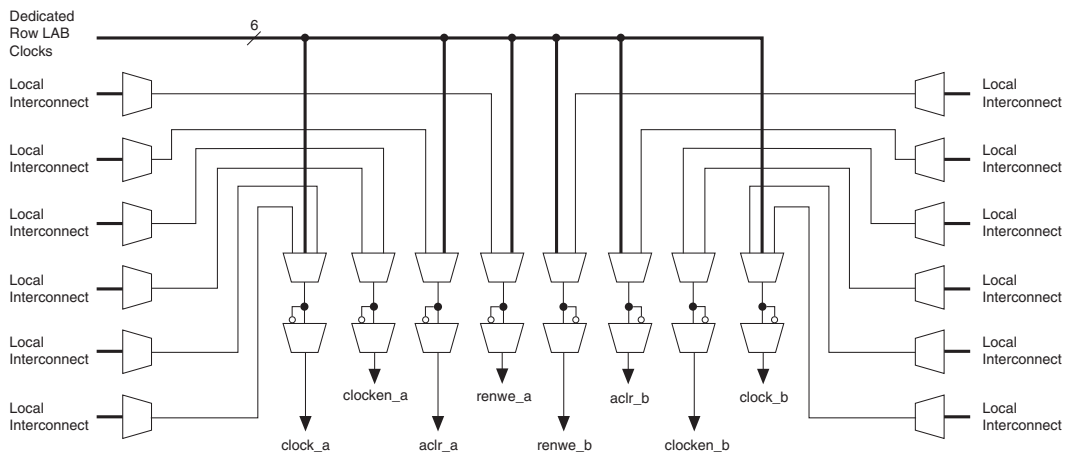 Dedicated
Row LAB
Clocks
6
Local
Interconnect
Local
Interconnect
Local
Interconnect
Local
Interconnect
Local
Interconnect
Local
Interconnect
Local
Interconnect
Local
Interconnect
Local
Interconnect
Local
Interconnect
Local
Interconnect
Local
Interconnect
clocken_a
renwe_a
aclr_b
clock_b
clock_a
aclr_a
renwe_b
clocken_b